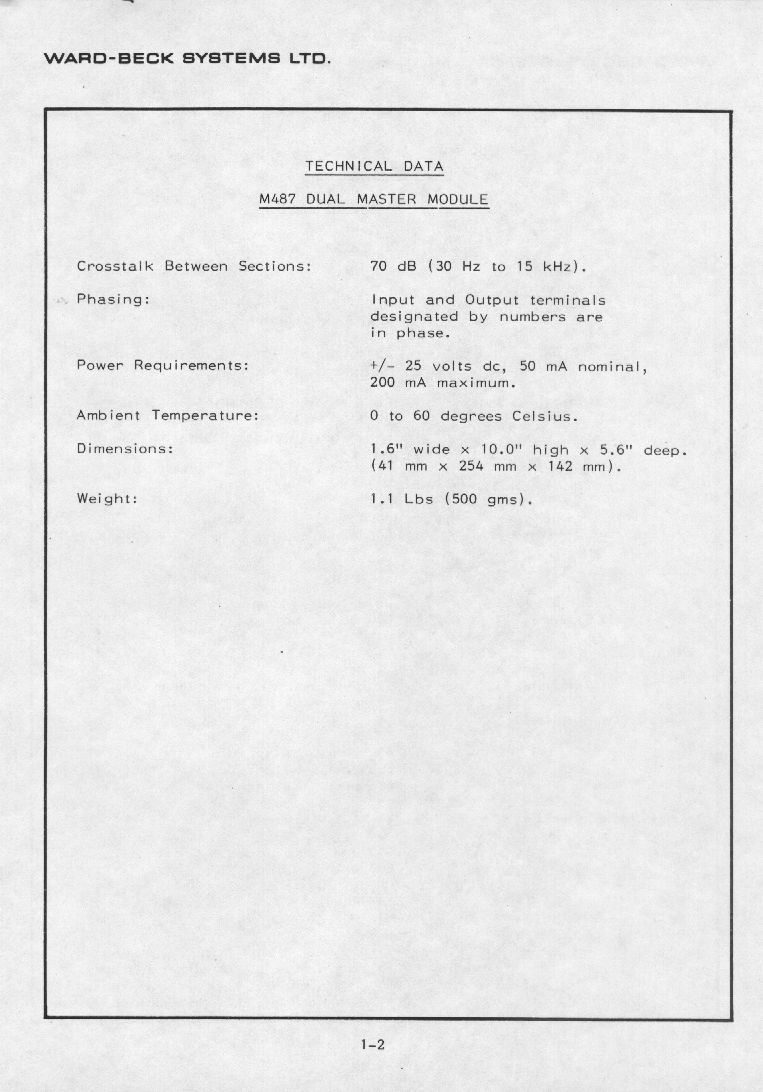 WARD-BECK SYSTEMS LTD.
TECHNICAL DATA
M487 DUAL MASTER MODULE
Crosstalk Between Sections: 70 dB (30 Hz to 15 kHz).
Phasing: Input and Output terminals
designated by numbers are
in phase.
Power Requirements: +/- 25 volts dc, 50 mA nominal,
200 mA maximum.
Ambient Temperature: 0 to 60 degrees Celsius.
Dimensions: 1.6" wide x 10.0" high x 5.6" deep.
(41 mm x 254 mm x 142 mm).
Weight: 1.1 Lbs (500 gms).
1-2